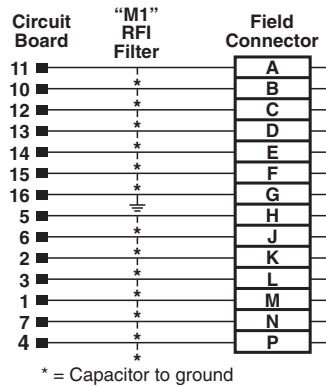 Circuit Board “M1” RFI Filter Field Connector
11 A
* 10 B
* 12 C
* 13 D
* 14 E
* 15 F
* 16 G
5 H
* 6 J
* 2 K
* 3 L
* 1 M
* 7 N
* 4 P
*
* = Capacitor to ground